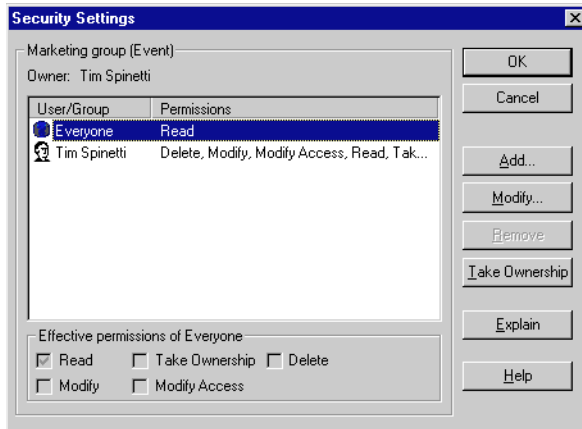 Security Settings
Marketing group (Event)
Owner: Tim Spinetti
User/Group Permissions
Everyone Read
Tim Spinetti Delete, Modify, Modify Access, Read, Tak...
Effective permissions of Everyone
Read Take Ownership Delete
Modify Modify Access
OK
Cancel
Add...
Modify...
Remove
Take Ownership
Explain
Help